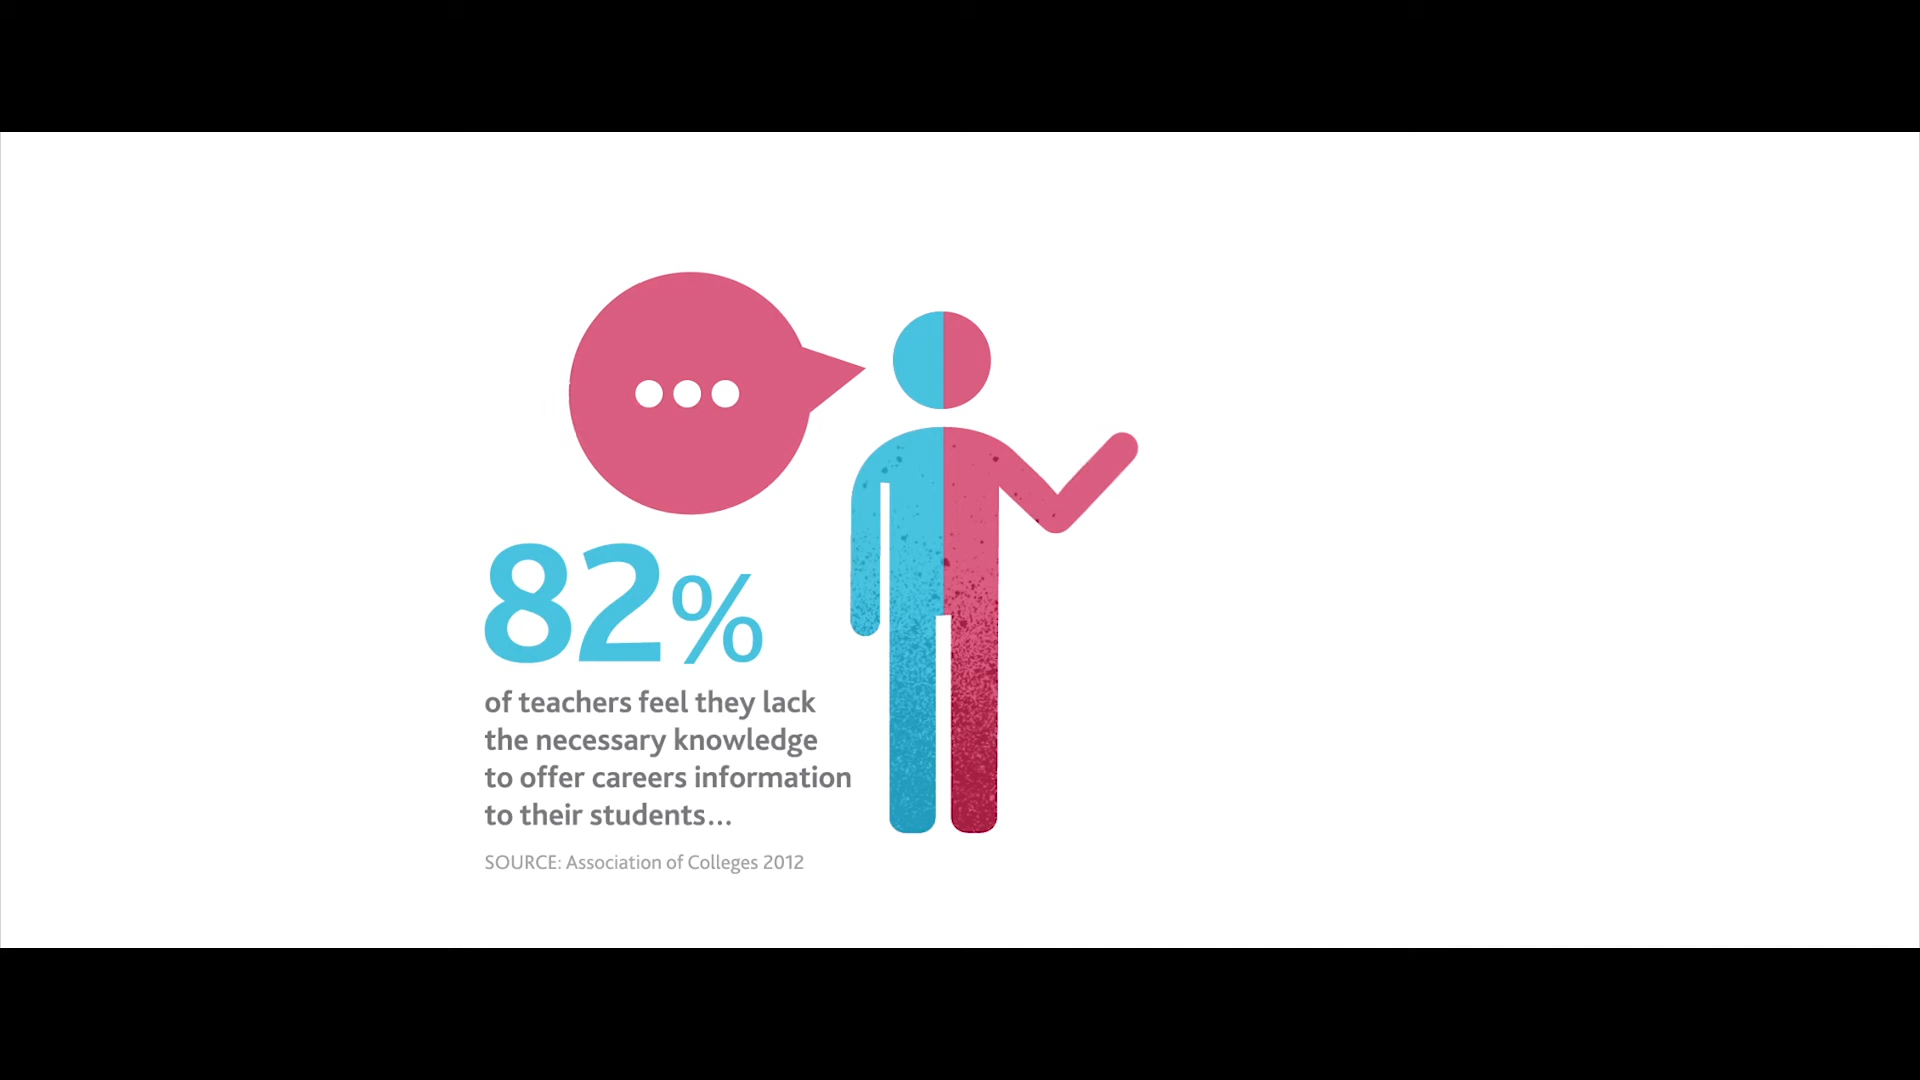 82%
of teachers feel they lack
the necessary knowledge
to offer careers information
to their students…
SOURCE: Association of Colleges 2012